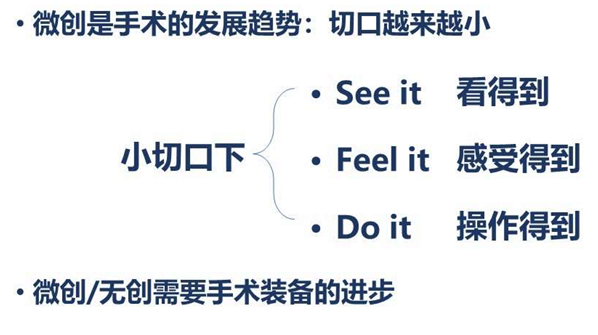 • 微创是手术的发展趋势：切口越来越小
• See it 看得到
小切口下
• Feel it 感受得到
• Do it 操作得到
• 微创/无创需要手术装备的进步